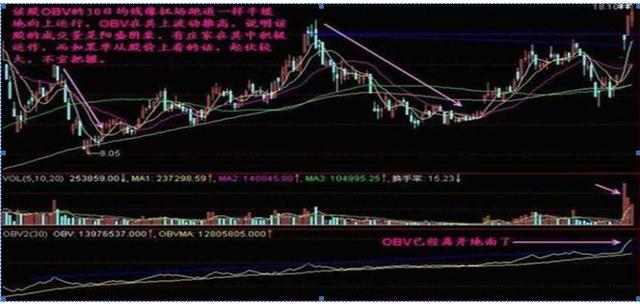 该股OBV的30日均线像机场跑道一样平缓
地向上运行，OBV在其上波动推高，说明该
股的成交量是阳盛阴衰，有庄家在其中积极
运作，而如果单从股价上看的话，起伏较
大，不宜把握。
18.10
8.05
VOL(5,10,20) 253859.00↓, MA1: 237298.59↑, MA2: 140045.00↑, MA3: 104995.25↑, 换手率: 15.23↓
OBV2(30) OBV: 13976537.000↑, OBVMA: 12805805.000↑
OBV已经离开地面了